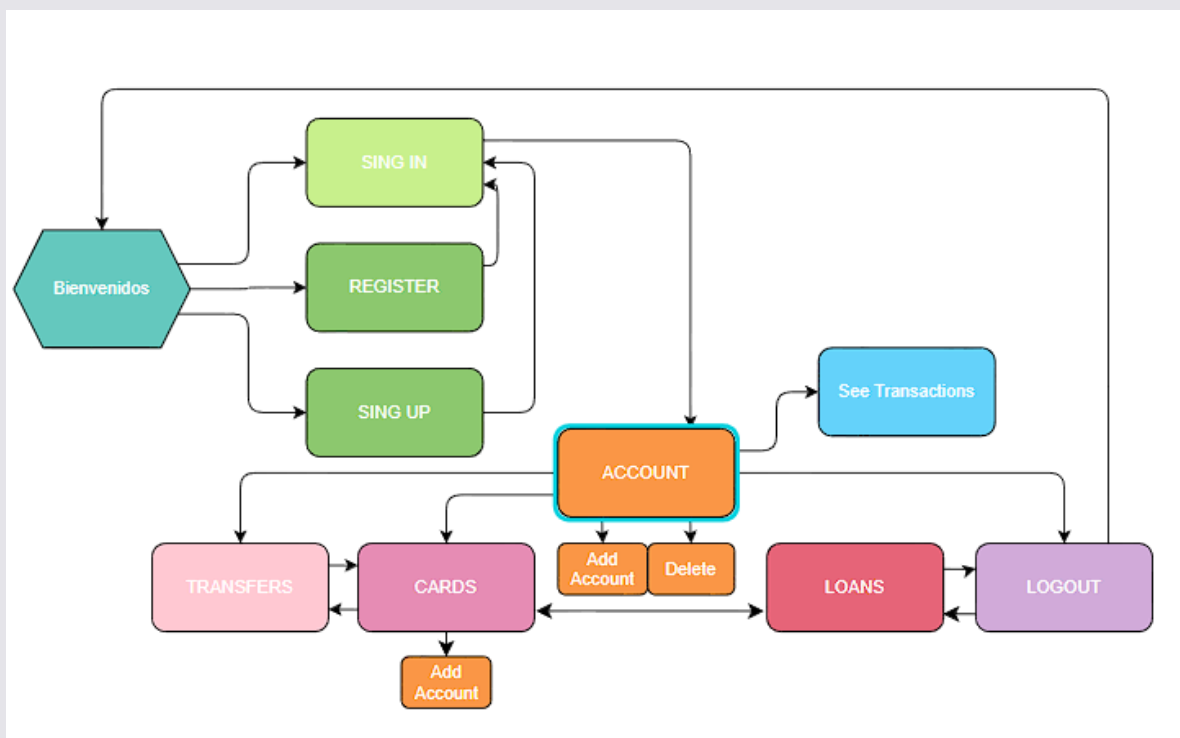 SING IN
Bienvenidos
REGISTER
SING UP
See Transactions
ACCOUNT
TRANSFERS
CARDS
Add
Account
Delete
LOANS
LOGOUT
Add
Account